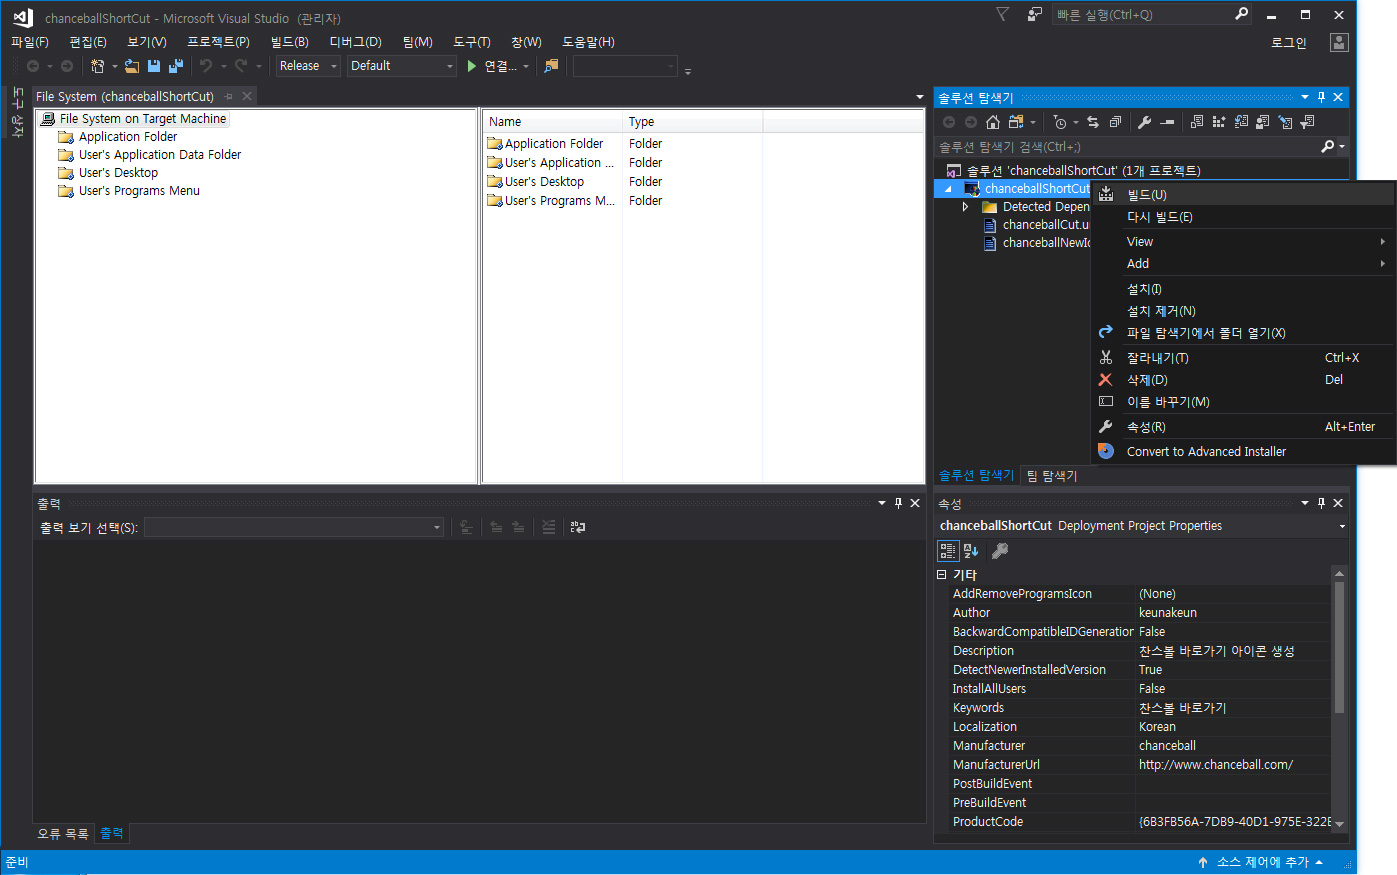 chanceballShortCut - Microsoft Visual Studio (관리자)
빠른 실행(Ctrl+Q)
파일(F) 편집(E) 보기(V) 프로젝트(P) 빌드(B) 디버그(D) 팀(M) 도구(T) 창(W) 도움말(H)
로그인
Release Default 연결...
도구 상자
File System (chanceballShortCut)
File System on Target Machine
Application Folder
User's Application Data Folder
User's Desktop
User's Programs Menu
Name Type
Application Folder Folder
User's Application ... Folder
User's Desktop Folder
User's Programs M... Folder
솔루션 탐색기
솔루션 탐색기 검색(Ctrl+;)
솔루션 'chanceballShortCut' (1개 프로젝트)
chanceballShortCut
Detected Depen
chanceballCut.u
chanceballNewIc
빌드(U)
다시 빌드(E)
View
Add
설치(I)
설치 제거(N)
파일 탐색기에서 폴더 열기(X)
잘라내기(T) Ctrl+X
삭제(D) Del
이름 바꾸기(M)
속성(R) Alt+Enter
Convert to Advanced Installer
솔루션 탐색기 팀 탐색기
출력
출력 보기 선택(S):
오류 목록 출력
속성
chanceballShortCut Deployment Project Properties
기타
AddRemoveProgramsIcon (None)
Author keunakeun
BackwardCompatibleIDGeneration False
Description 찬스볼 바로가기 아이콘 생성
DetectNewerInstalledVersion True
InstallAllUsers False
Keywords 찬스볼 바로가기
Localization Korean
Manufacturer chanceball
ManufacturerUrl http://www.chanceball.com/
PostBuildEvent
PreBuildEvent
ProductCode {6B3FB56A-7DB9-40D1-975E-322E
준비
소스 제어에 추가